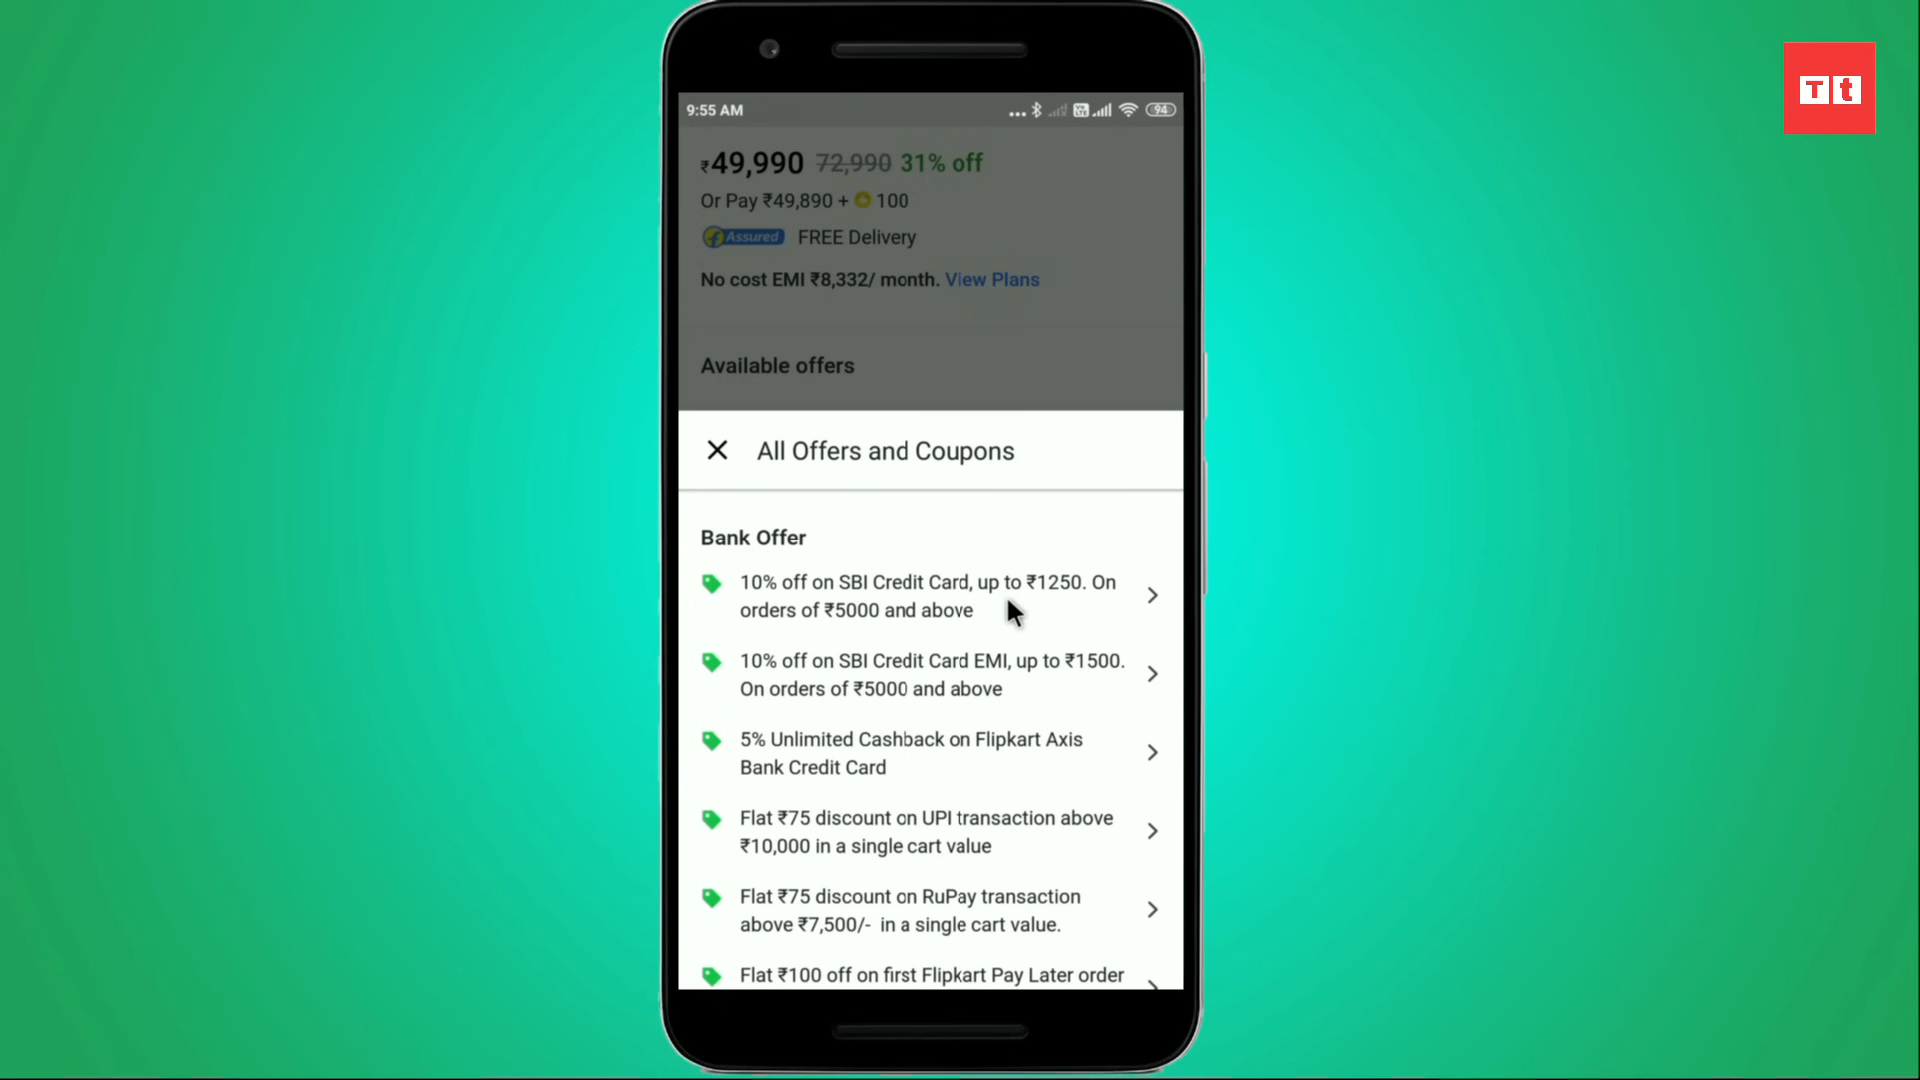 Tt
9:55 AM
94
₹49,990 72,990 31% off
Or Pay ₹49,890 + 100
Assured FREE Delivery
No cost EMI ₹8,332/ month. View Plans
Available offers
All Offers and Coupons
Bank Offer
10% off on SBI Credit Card, up to ₹1250. On
orders of ₹5000 and above
10% off on SBI Credit Card EMI, up to ₹1500.
On orders of ₹5000 and above
5% Unlimited Cashback on Flipkart Axis
Bank Credit Card
Flat ₹75 discount on UPI transaction above
₹10,000 in a single cart value
Flat ₹75 discount on RuPay transaction
above ₹7,500/- in a single cart value.
Flat ₹100 off on first Flipkart Pay Later order